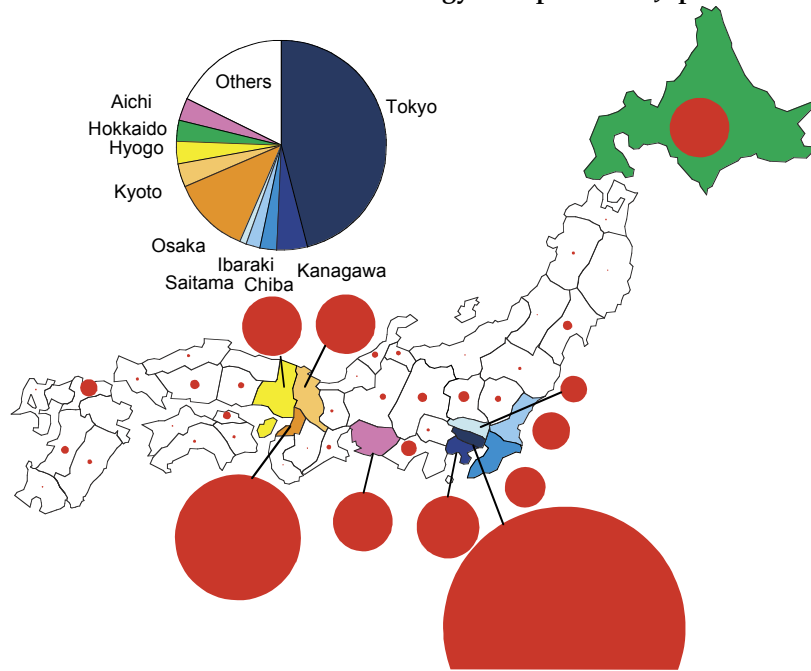 Others
Tokyo
Aichi
Hokkaido
Hyogo
Kyoto
Osaka
Ibaraki
Kanagawa
Saitama
Chiba